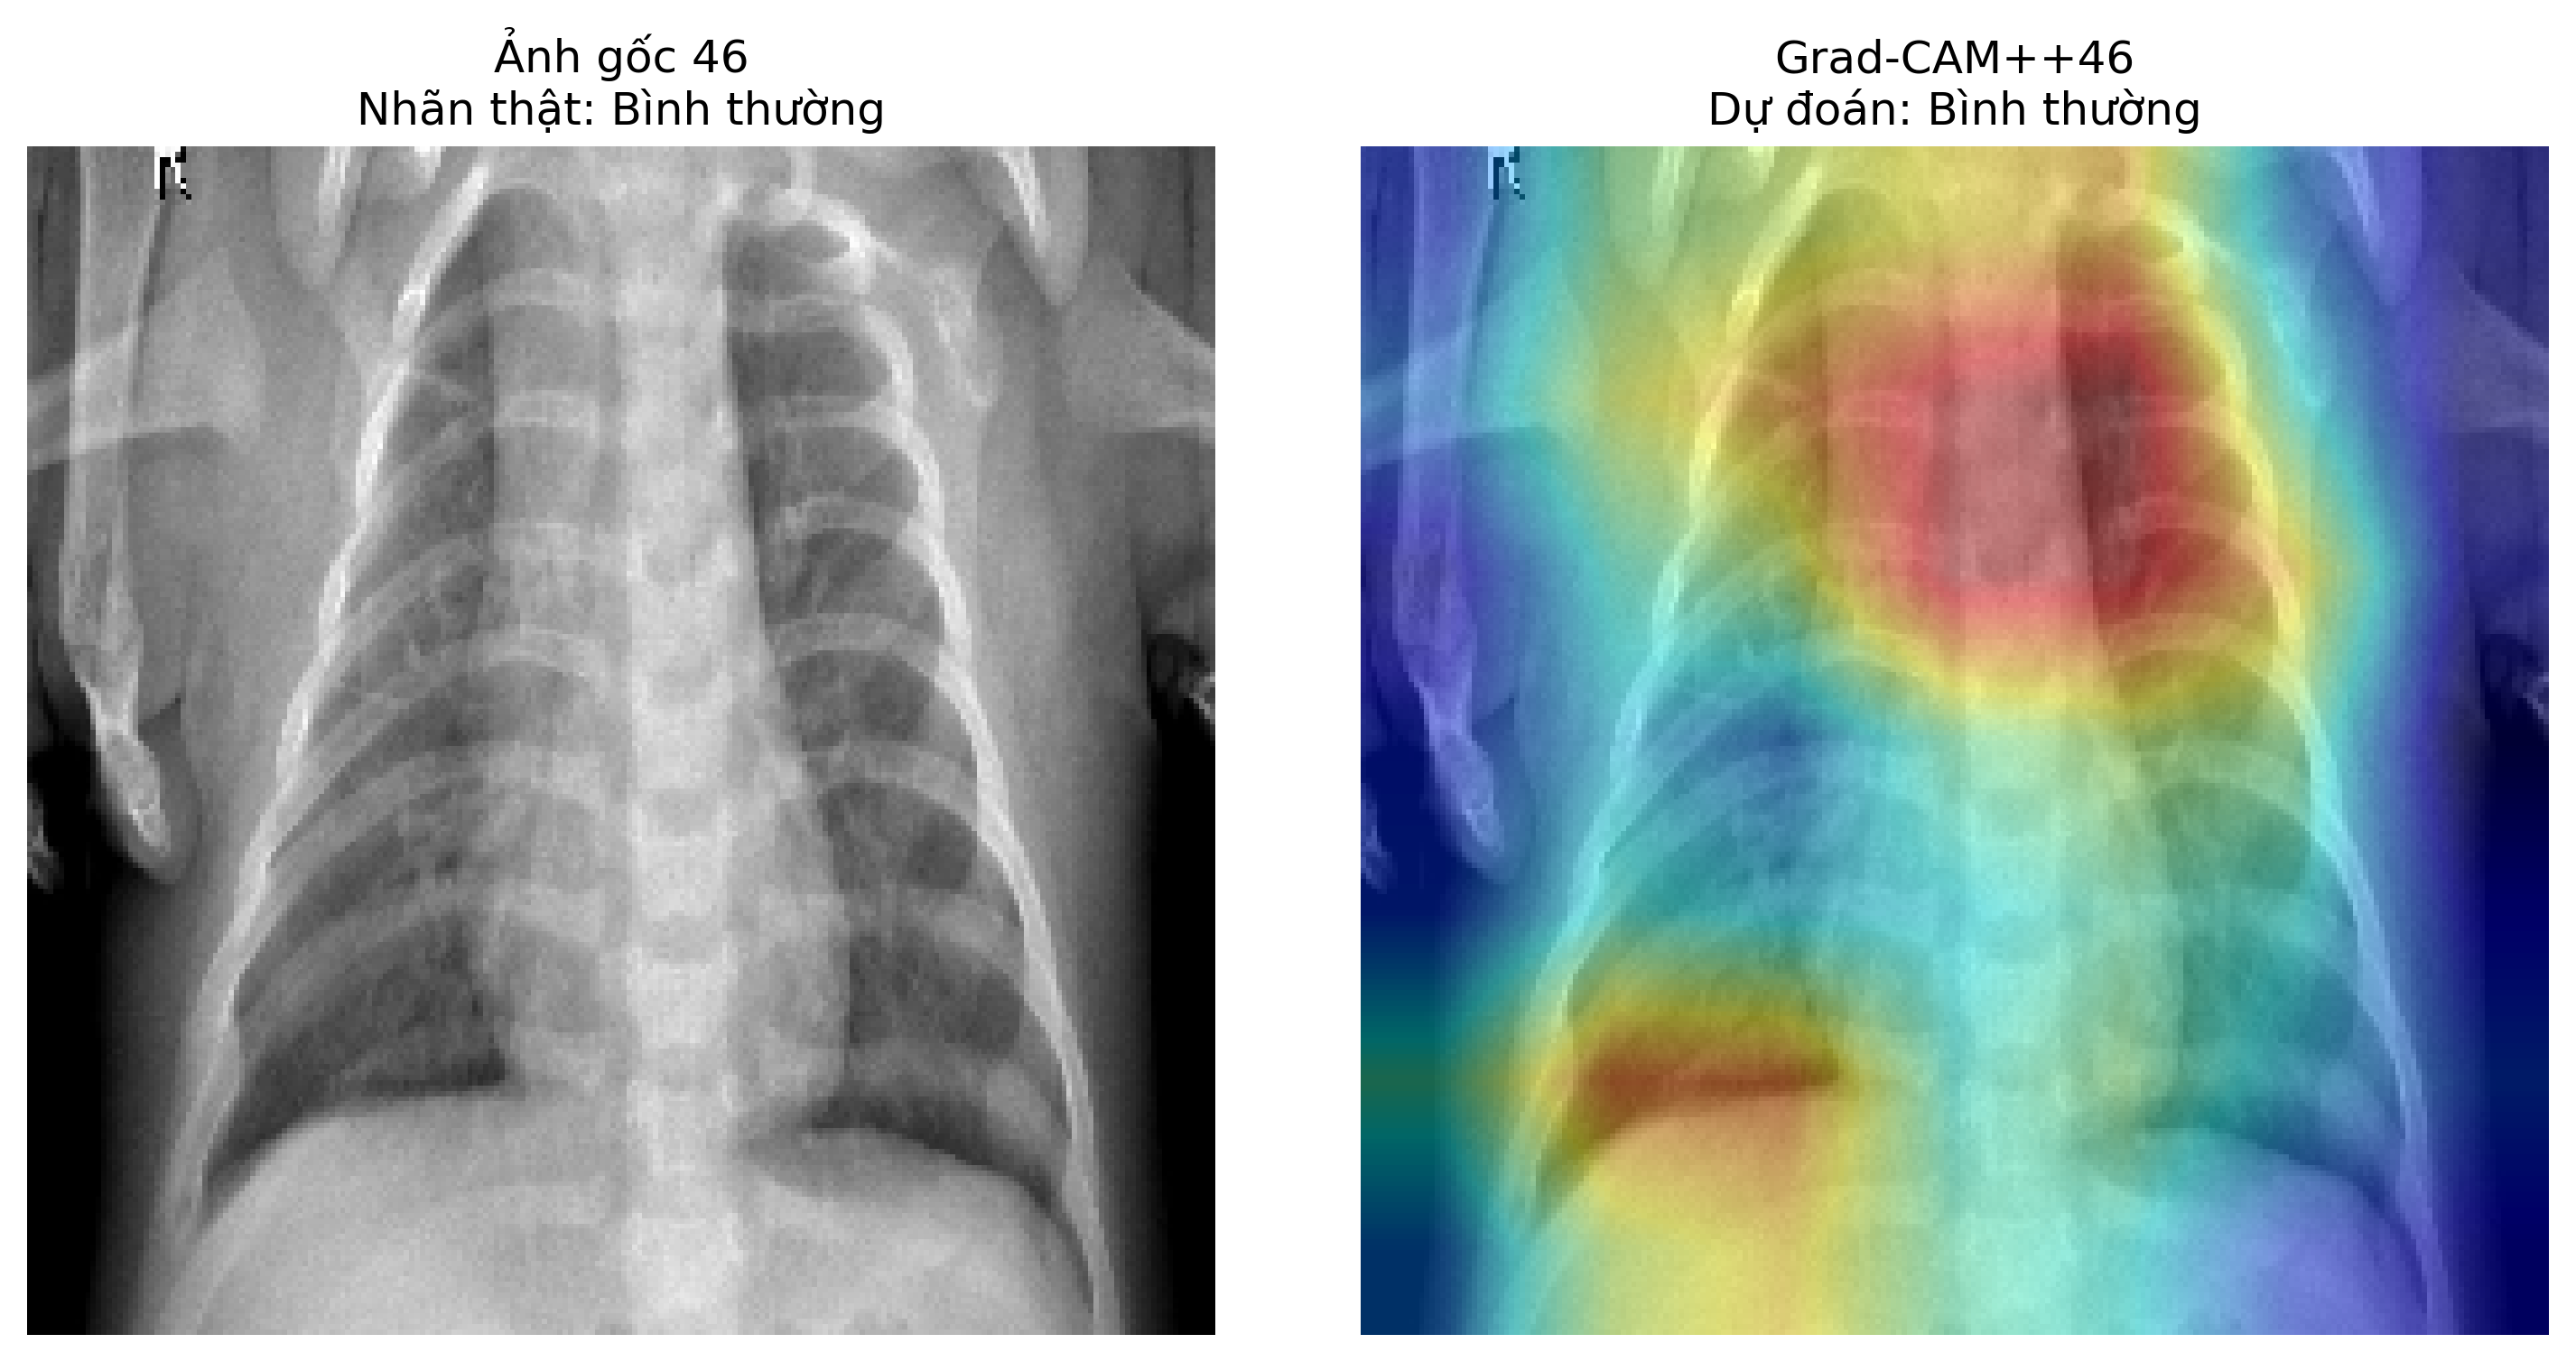 Ảnh gốc 46
Nhãn thật: Bình thường
Grad-CAM++46
Dự đoán: Bình thường
R
R